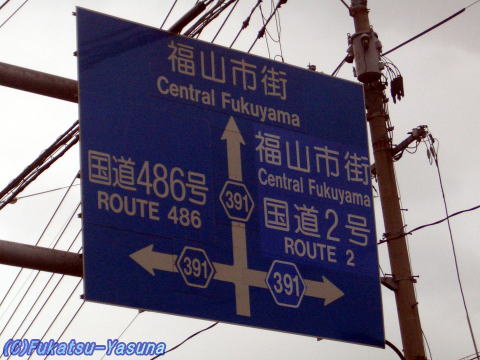 福山市街
Central Fukuyama
福山市街
Central Fukuyama
国道486号
ROUTE 486
391
国道2号
ROUTE 2
391
391
(C)Fukatsu-Yasuna